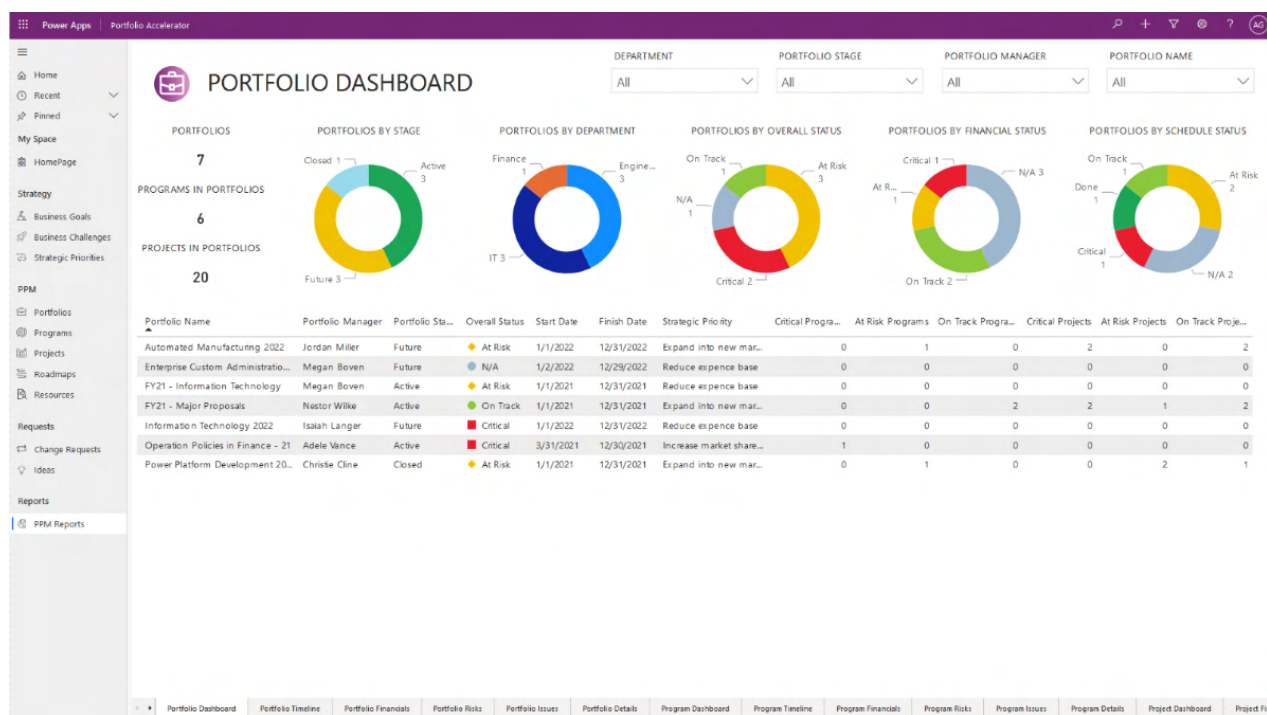 Power Apps Portfolio Accelerator ? AG
Home
Recent
Pinned
My Space
HomePage
Strategy
Business Goals
Business Challenges
Strategic Priorities
PPM
Portfolios
Programs
Projects
Roadmaps
Resources
Requests
Change Requests
Ideas
Reports
PPM Reports
PORTFOLIO DASHBOARD
DEPARTMENT PORTFOLIO STAGE PORTFOLIO MANAGER PORTFOLIO NAME
All All All All
PORTFOLIOS
7
PROGRAMS IN PORTFOLIOS
6
PROJECTS IN PORTFOLIOS
20
PORTFOLIOS BY STAGE
Closed 1
Active
3
Future 3
PORTFOLIOS BY DEPARTMENT
Finance
1
Engine...
3
IT 3
PORTFOLIOS BY OVERALL STATUS
On Track
1
At Risk
3
N/A
1
Critical 2
PORTFOLIOS BY FINANCIAL STATUS
Critical 1
N/A 3
At R...
1
On Track 2
PORTFOLIOS BY SCHEDULE STATUS
On Track
1
At Risk
2
Done
1
Critical
1
N/A 2
Portfolio Name Portfolio Manager Portfolio Sta... Overall Status Start Date Finish Date Strategic Priority Critical Progra... At Risk Programs On Track Progra... Critical Projects At Risk Projects On Track Proje...
Automated Manufacturing 2022 Jordan Miller Future At Risk 1/1/2022 12/31/2022 Expand into new mar... 0 1 0 2 0 2
Enterprise Custom Administratio... Megan Boven Future N/A 1/2/2022 12/29/2022 Reduce expence base 0 0 0 0 0 0
FY21 - Information Technology Megan Boven Active At Risk 1/1/2021 12/31/2021 Reduce expence base 0 0 0 0 0 0
FY21 - Major Proposals Nestor Wilke Active On Track 1/1/2021 12/31/2021 Expand into new mar... 0 0 2 2 1 2
Information Technology 2022 Isaiah Langer Future Critical 1/1/2022 12/31/2022 Reduce expence base 0 0 0 0 0 0
Operation Policies in Finance - 21 Adele Vance Active Critical 3/31/2021 12/30/2021 Increase market share... 1 0 0 0 0 0
Power Platform Development 20... Christie Cline Closed At Risk 1/1/2021 12/31/2021 Expand into new mar... 0 1 0 0 2 1
Portfolio Dashboard Portfolio Timeline Portfolio Financials Portfolio Risks Portfolio Issues Portfolio Details Program Dashboard Program Timeline Program Financials Program Risks Program Issues Program Details Project Dashboard Project Fi